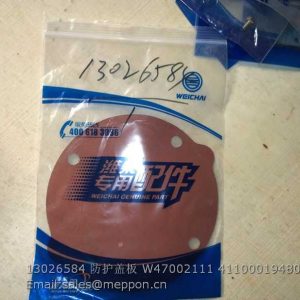 13026584
WEICHAI
400 618 3066
潍柴
专用配件
WEICHAI GENUINE PART
13026584 防护盖板 W47002111 41100019480
Email:sales@meppon.cn